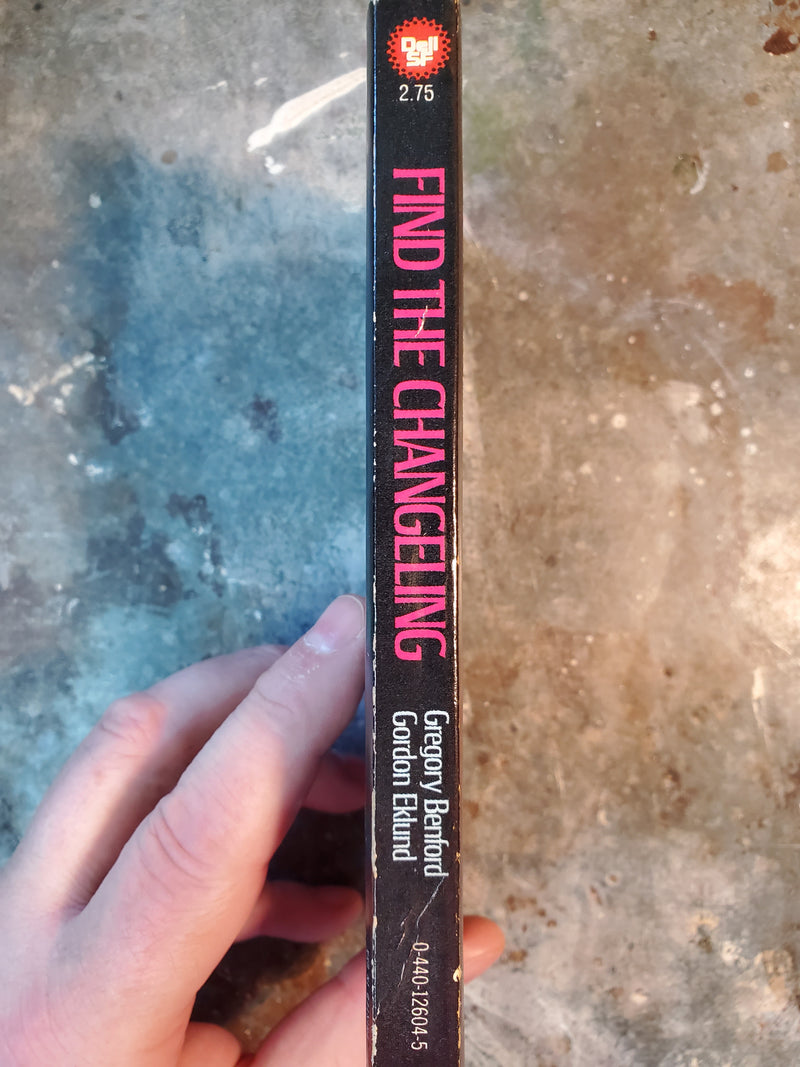 Dell
SF
2.75
FIND THE CHANGELING
Gregory Benford
Gordon Eklund
0-440-12604-5